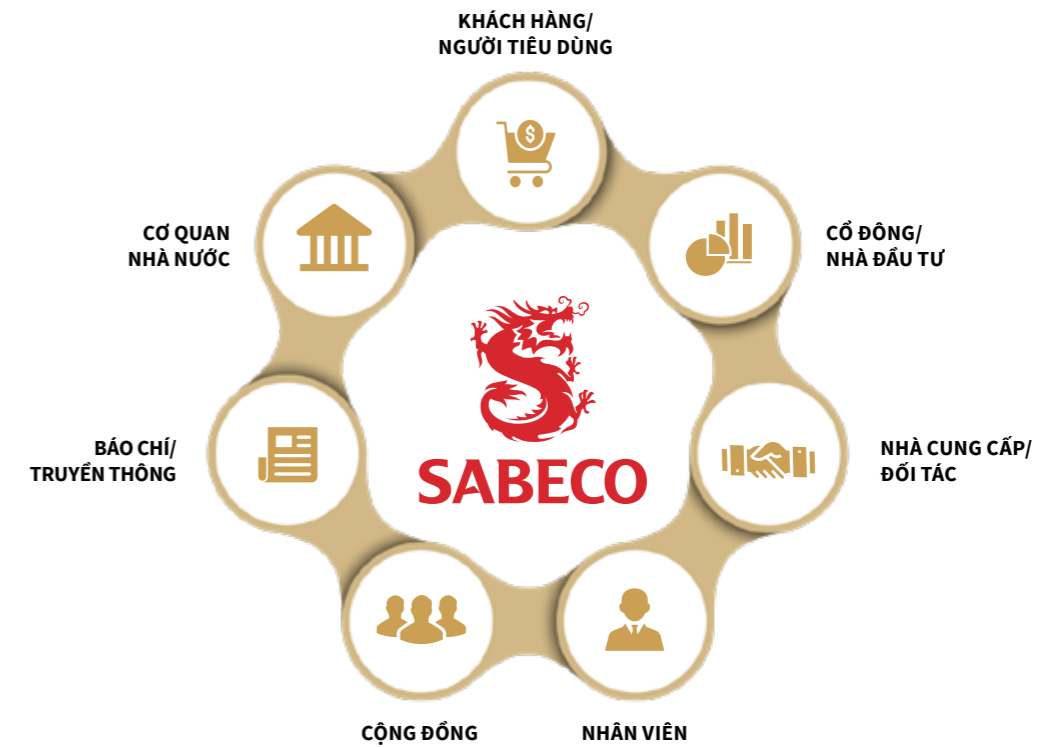 KHÁCH HÀNG/
NGƯỜI TIÊU DÙNG
CƠ QUAN
NHÀ NƯỚC
CỔ ĐÔNG/
NHÀ ĐẦU TƯ
$
SABECO
BÁO CHÍ/
TRUYỀN THÔNG
NHÀ CUNG CẤP/
ĐỐI TÁC
CỘNG ĐỒNG
NHÂN VIÊN